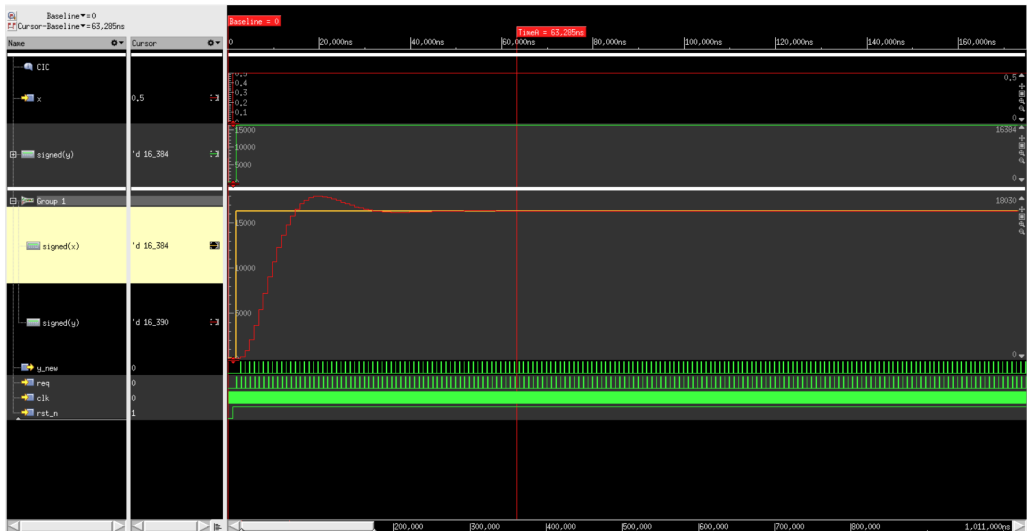 Baseline▼=0
Cursor-Baseline▼=63,285ns
Baseline = 0
TimeA = 63,285ns
Name Cursor
0 20,000ns 40,000ns 60,000ns 80,000ns 100,000ns 120,000ns 140,000ns 160,000ns
CIC
0.5
0.4
0.3
0.2
0.1
0.5
0
x 0.5
signed(y) 'd 16_384
15000
10000
5000
16384
0
Group 1
signed(x) 'd 16_384
signed(y) 'd 16_390
15000
10000
5000
18030
0
y_new 0
req 0
clk 0
rst_n 1
200,000 300,000 400,000 500,000 600,000 700,000 800,000 1,011,000ns